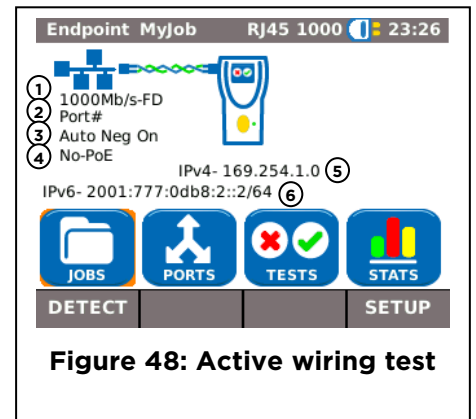 Endpoint MyJob RJ45 1000 23:26
1 1000Mb/s-FD
2 Port#
3 Auto Neg On
4 No-PoE
IPv4- 169.254.1.0 5
IPv6- 2001:777:0db8:2::2/64 6
JOBS PORTS TESTS STATS
DETECT SETUP
Figure 48: Active wiring test